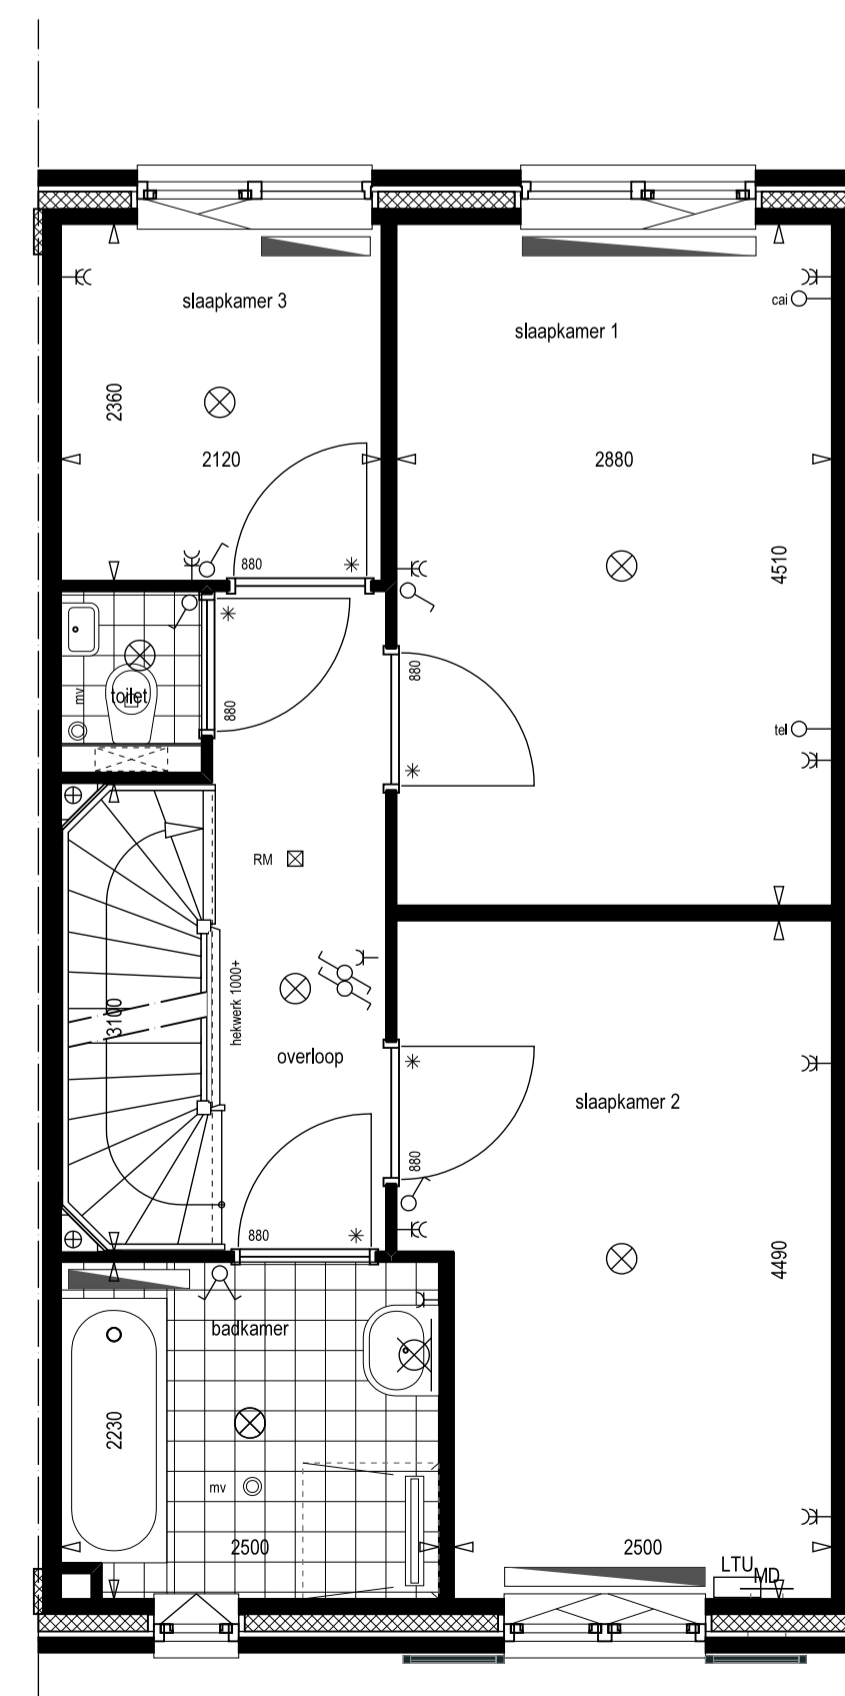 slaapkamer 3
slaapkamer 1
cai
2360
2120
2880
4510
880
880
880
mv
toilet
tel
RM
hekwerk 1000+
3100
overloop
slaapkamer 2
880
880
4490
badkamer
2230
mv
2500
2500
LTU
MD